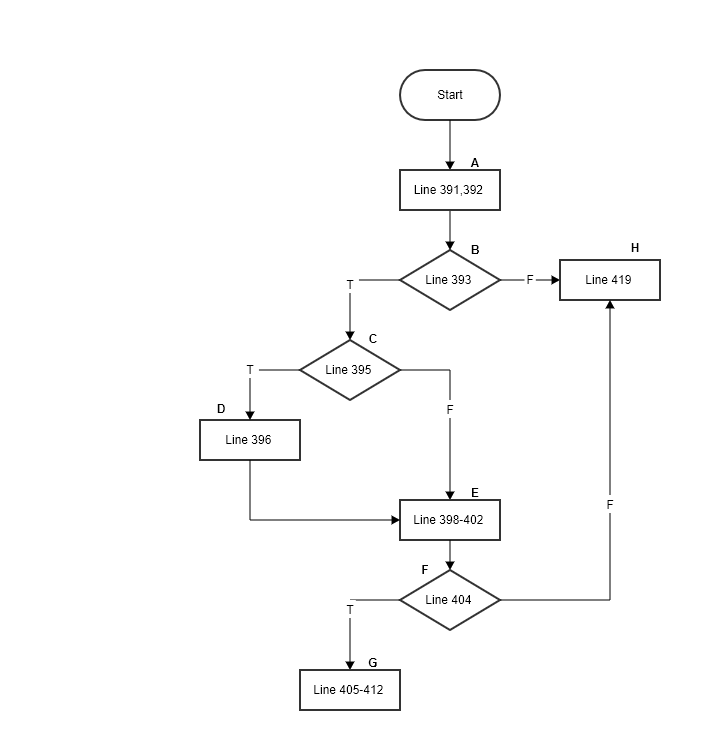 Start
A
Line 391,392
B
Line 393
F
H
Line 419
T
C
Line 395
T
D
Line 396
F
E
Line 398-402
F
F
Line 404
T
G
Line 405-412